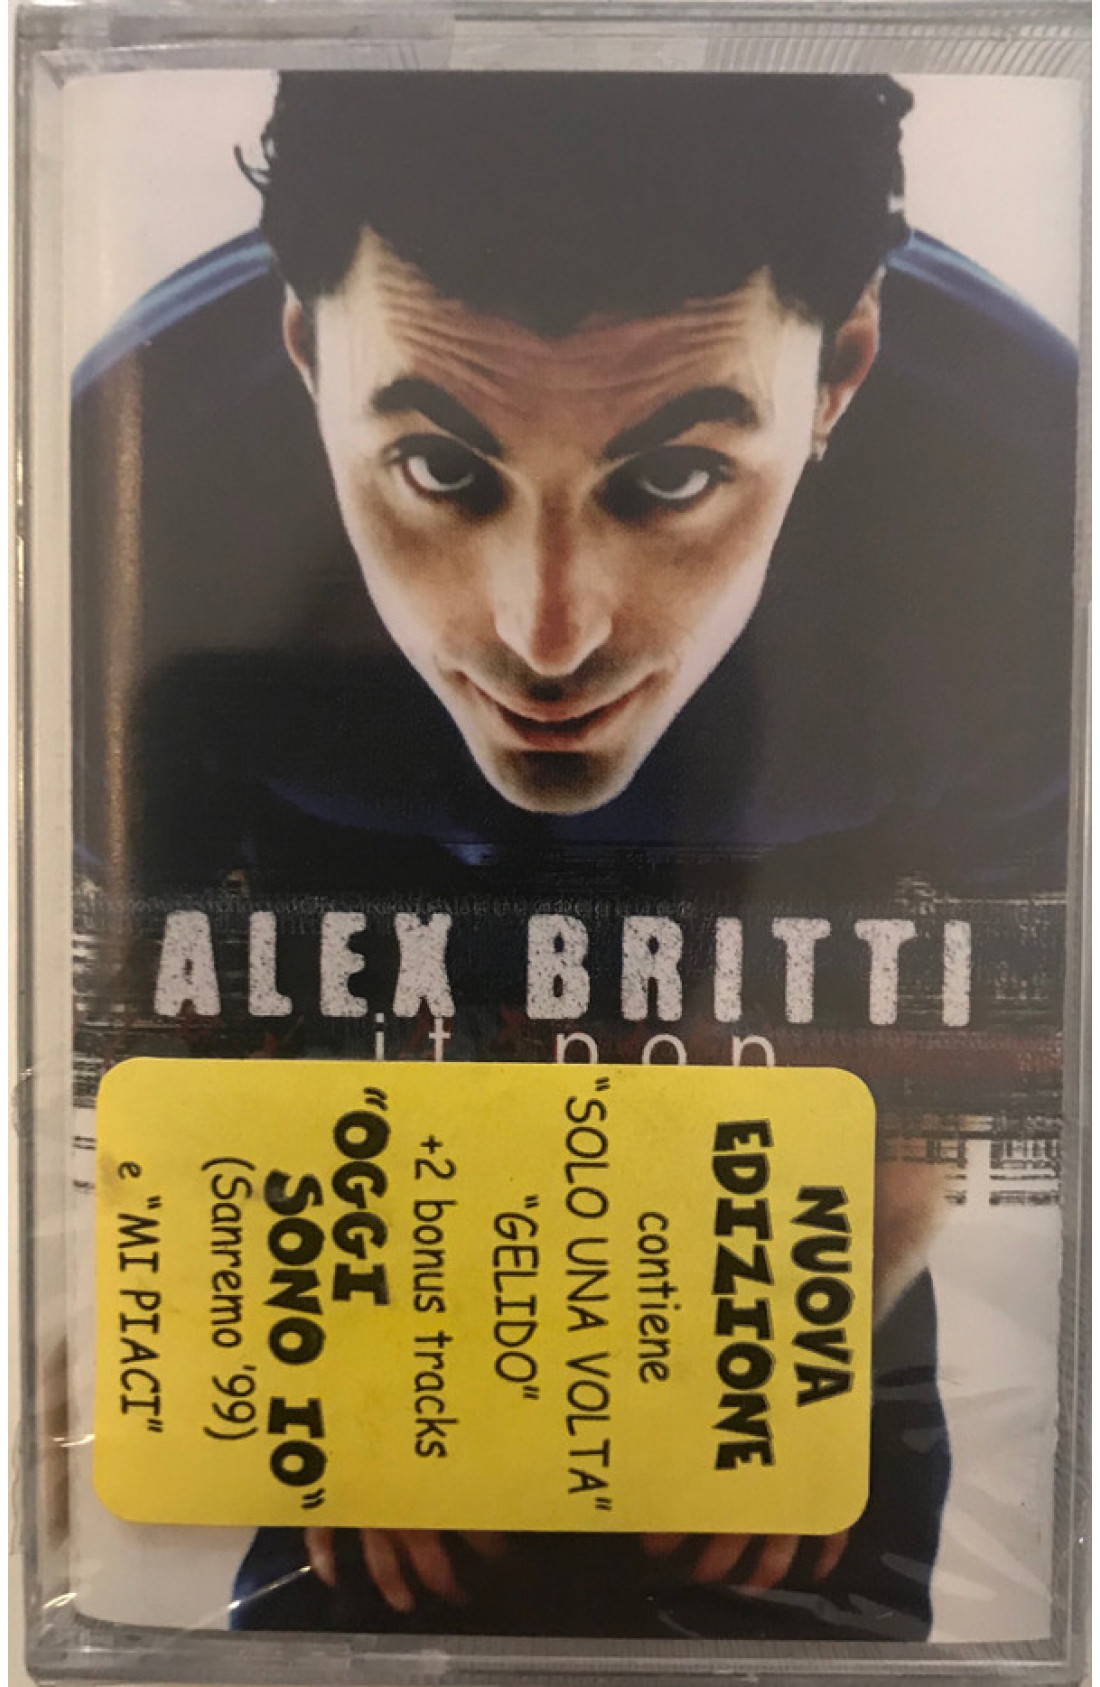 ALEX BRITTI
it pop
NUOVA
EDIZIONE
contiene
"SOLO UNA VOLTA"
"GELIDO"
+2 bonus tracks
"OGGI
SONO IO"
(Sanremo '99)
e "MI PIACI"